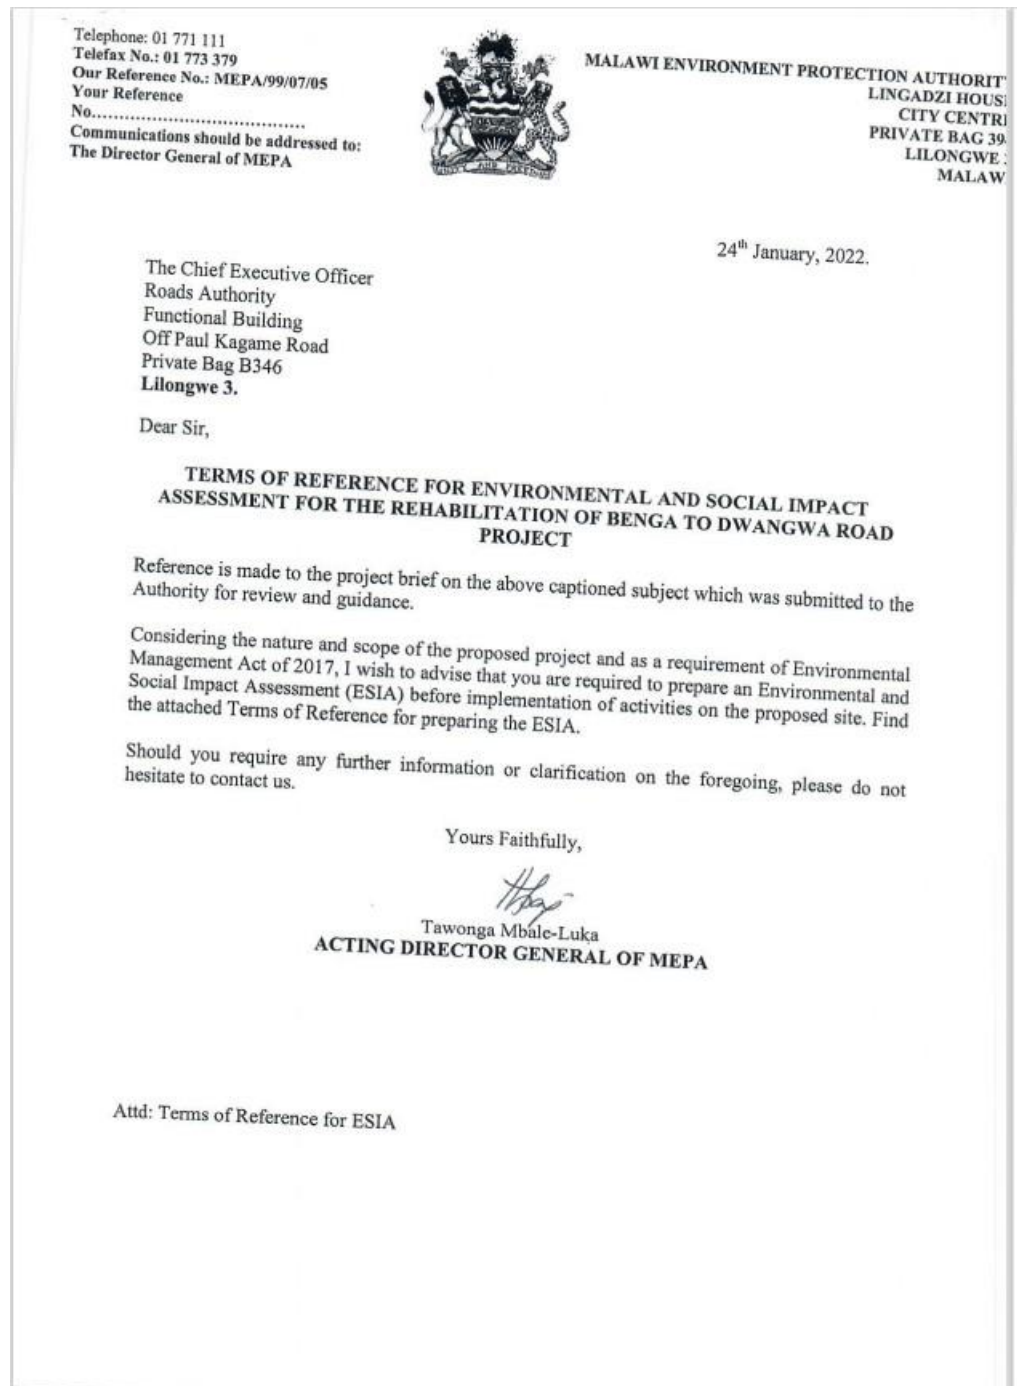 Telephone: 01 771 111
Telefax No.: 01 773 379
Our Reference No.: MEPA/99/07/05
Your Reference
No.......................................
Communications should be addressed to:
The Director General of MEPA
MALAWI ENVIRONMENT PROTECTION AUTHORIT
LINGADZI HOUS
CITY CENTR
PRIVATE BAG 39
LILONGWE
MALAW
UNITY AND FREEDOM
24th January, 2022.
The Chief Executive Officer
Roads Authority
Functional Building
Off Paul Kagame Road
Private Bag B346
Lilongwe 3.
Dear Sir,
TERMS OF REFERENCE FOR ENVIRONMENTAL AND SOCIAL IMPACT
ASSESSMENT FOR THE REHABILITATION OF BENGA TO DWANGWA ROAD
PROJECT
Reference is made to the project brief on the above captioned subject which was submitted to the
Authority for review and guidance.
Considering the nature and scope of the proposed project and as a requirement of Environmental
Management Act of 2017, I wish to advise that you are required to prepare an Environmental and
Social Impact Assessment (ESIA) before implementation of activities on the proposed site. Find
the attached Terms of Reference for preparing the ESIA.
Should you require any further information or clarification on the foregoing, please do not
hesitate to contact us.
Yours Faithfully,
Tawonga Mbale-Luka
ACTING DIRECTOR GENERAL OF MEPA
Attd: Terms of Reference for ESIA